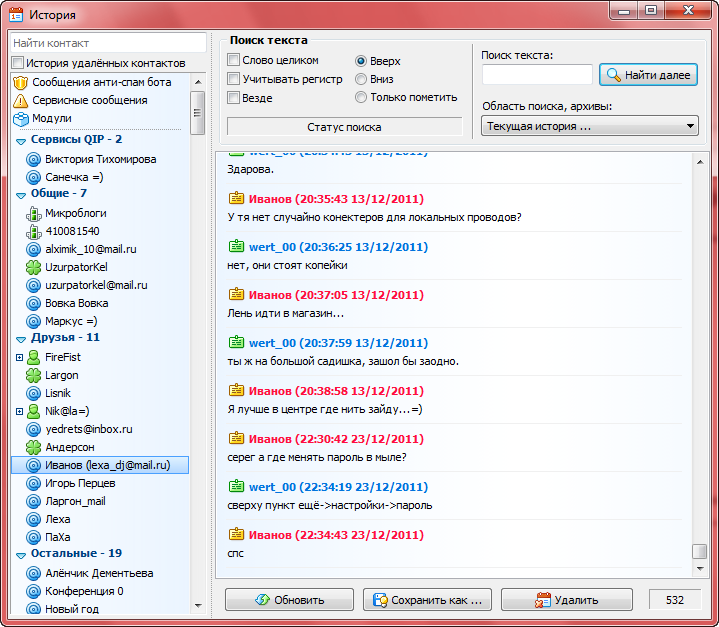 История
Найти контакт
История удалённых контактов
Сообщения анти-спам бота
Сервисные сообщения
Модули
Сервисы QIP - 2
Виктория Тихомирова
Санечка =)
Общие - 7
Микроблоги
410081540
alximik_10@mail.ru
UzurpatorKel
uzurpatorkel@mail.ru
Вовка Вовка
Маркус =)
Друзья - 11
FireFist
Largon
Lisnik
Nik@la=)
yedrets@inbox.ru
Андерсон
Иванов (lexa_dj@mail.ru)
Игорь Перцев
Ларгон_mail
Леха
ПаХа
Остальные - 19
Алёнчик Дементьева
Конференция 0
Новый год
Поиск текста
Слово целиком
Учитывать регистр
Везде
Вверх
Вниз
Только пометить
Статус поиска
Поиск текста:
Найти далее
Область поиска, архивы:
Текущая история ...
wert_00 (20:34:43 13/12/2011)
Здарова.
Иванов (20:35:43 13/12/2011)
У тя нет случайно конектеров для локальных проводов?
wert_00 (20:36:25 13/12/2011)
нет, они стоят копейки
Иванов (20:37:05 13/12/2011)
Лень идти в магазин...
wert_00 (20:37:59 13/12/2011)
ты ж на большой садишка, зашол бы заодно.
Иванов (20:38:58 13/12/2011)
Я лучше в центре где нить зайду...=)
Иванов (22:30:42 23/12/2011)
серег а где менять пароль в мыле?
wert_00 (22:34:19 23/12/2011)
сверху пункт ещё->настройки->пароль
Иванов (22:34:43 23/12/2011)
спс
Обновить
Сохранить как ...
Удалить
532